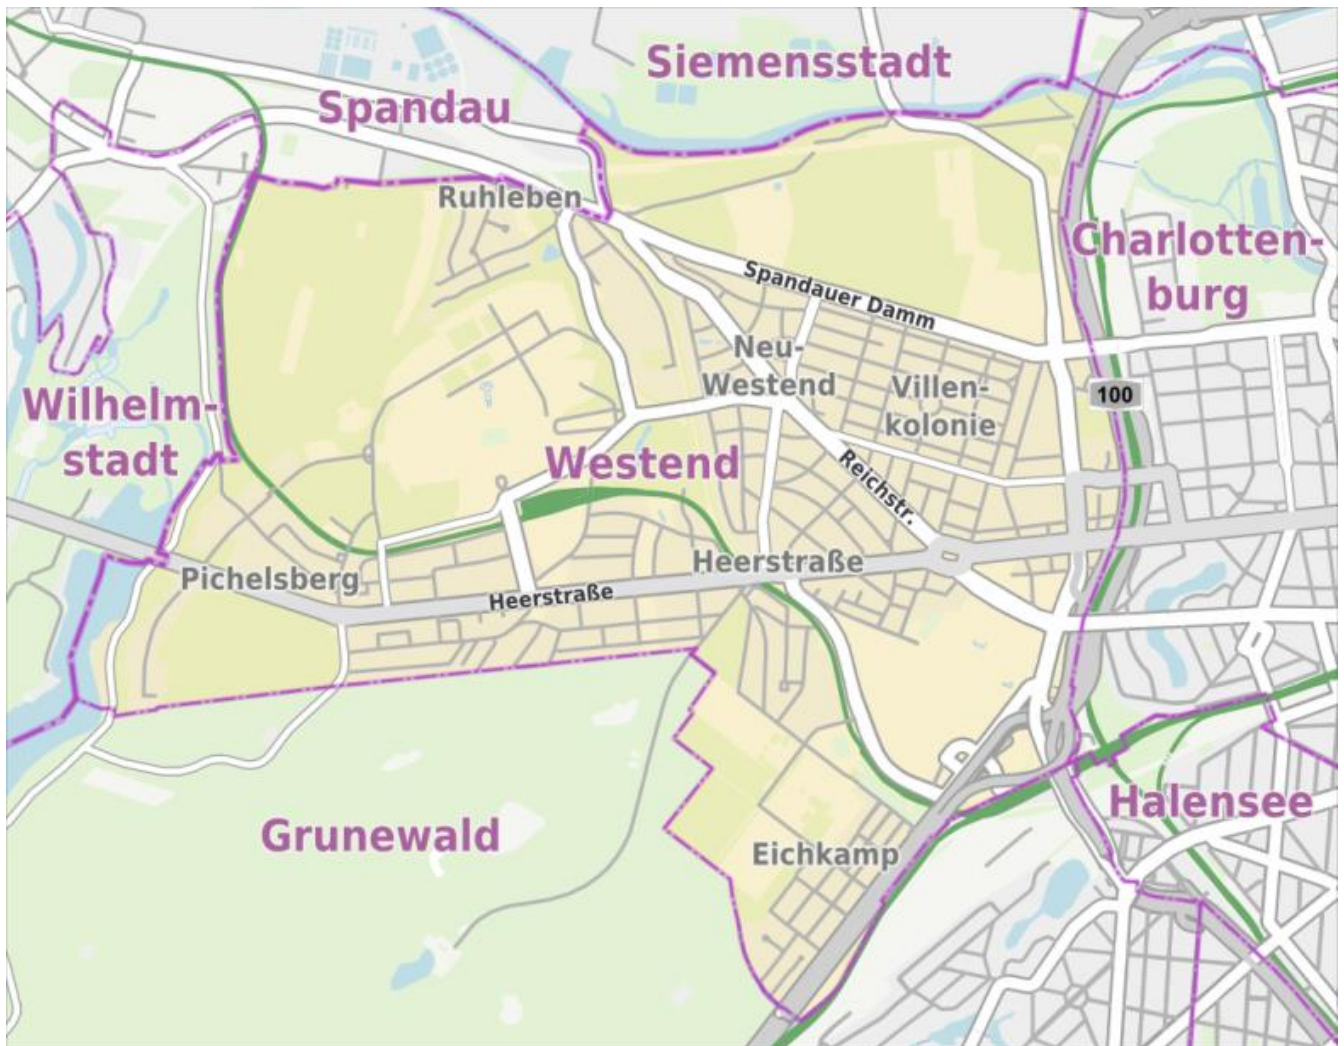 Siemensstadt
Spandau
Ruhleben
Charlotten-
burg
Spandauer Damm
Neu-
Westend
Villen-
kolonie
100
Wilhelm-
stadt
Westend
Reichstr.
Heerstraße
Pichelsberg
Heerstraße
Halensee
Grunewald
Eichkamp